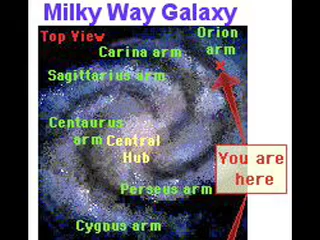 Milky Way Galaxy
Top View
Orion
arm
Carina arm
Sagittarius arm
Centaurus
arm
Central
Hub
You are
here
Perseus arm
Cygnus arm